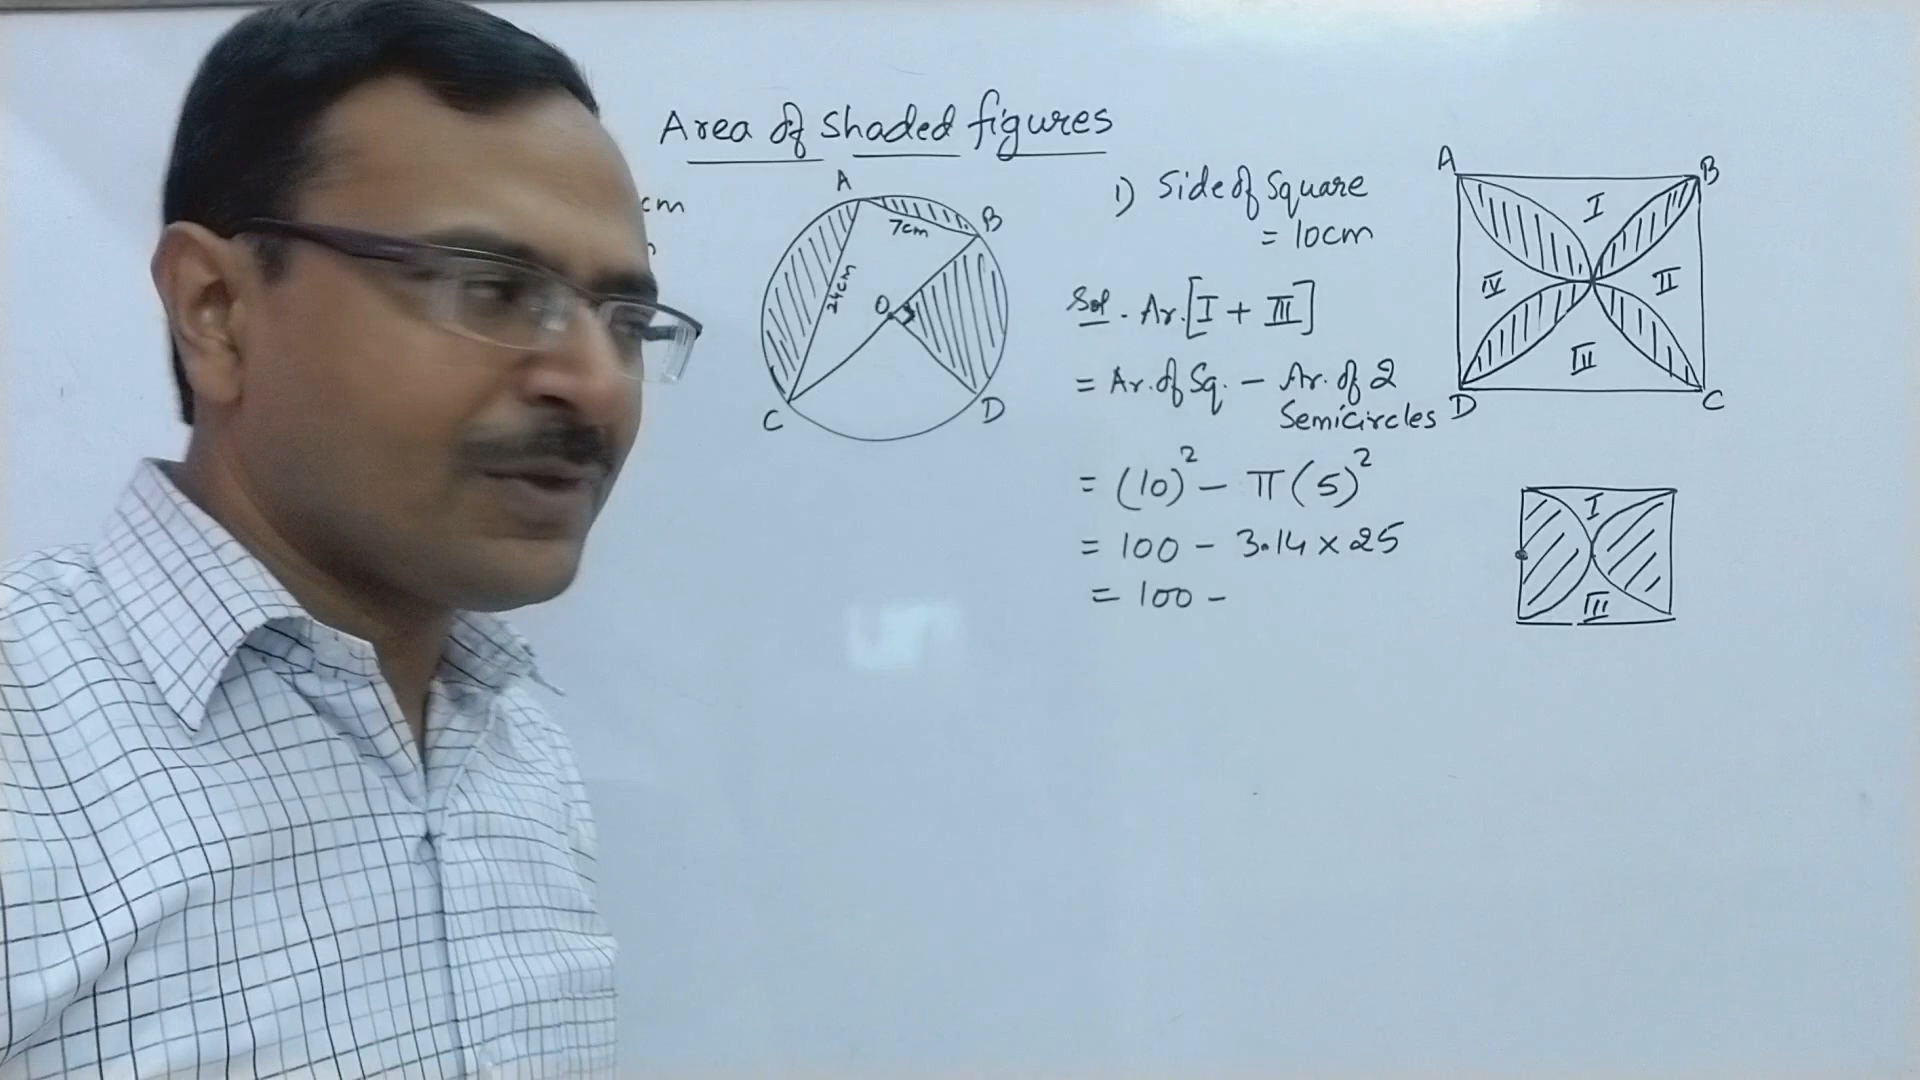 Area of shaded figures
cm
A
B
7cm
24cm
O
C
D
1) Side of Square
= 10cm
Sol. Ar.[I + III]
= Ar. of Sq. - Ar. of 2
Semicircles
= (10)² - π(5)²
= 100 - 3.14 × 25
= 100 -
A
B
I
IV
II
III
D
C
I
III